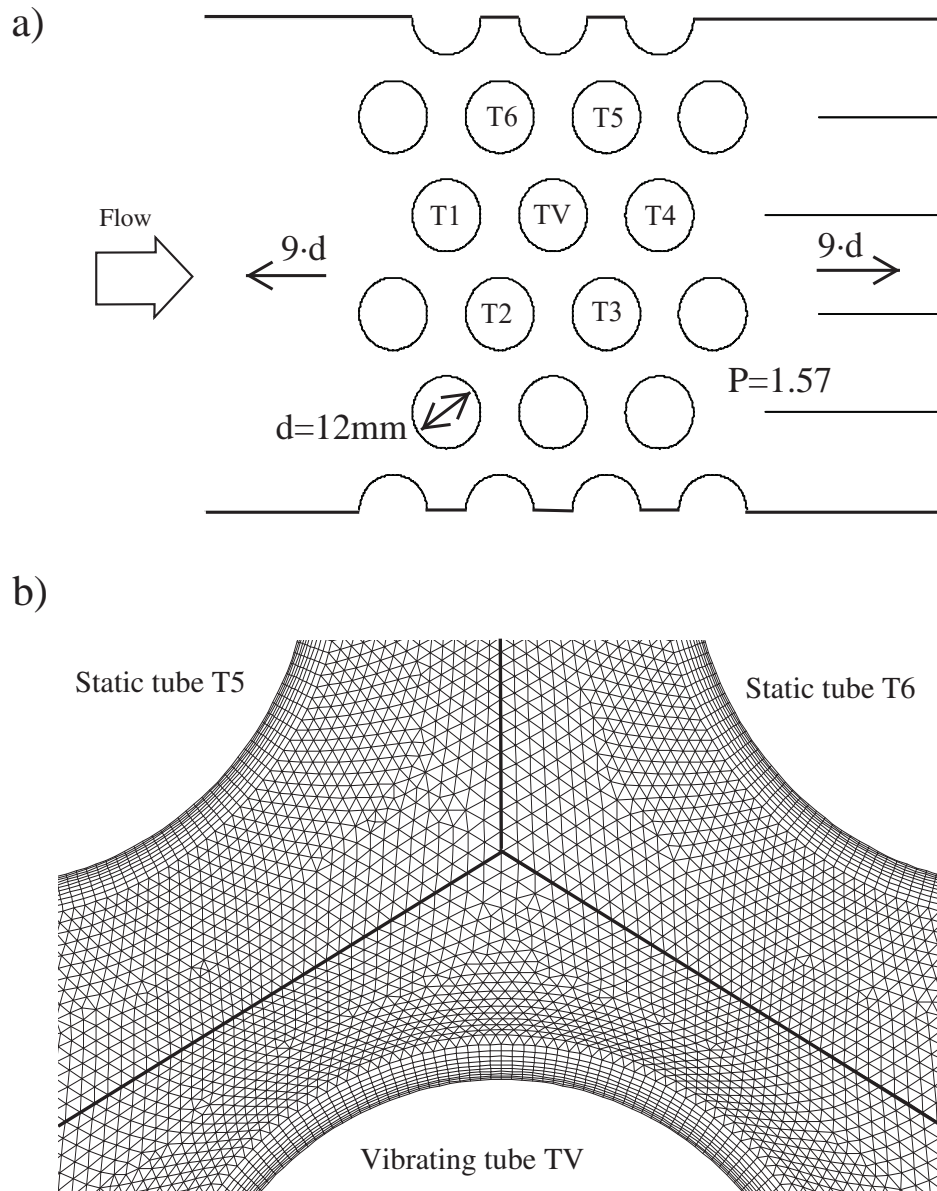 a)
T6 T5
T1 TV T4
Flow
9·d 9·d
T2 T3
P=1.57
d=12mm
b)
Static tube T5
Static tube T6
Vibrating tube TV